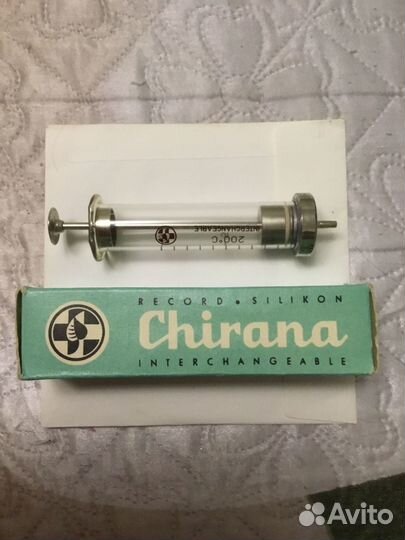 200°C
INTERCHANGEABLE
RECORD • SILIKON
Chirana
INTERCHANGEABLE
Avito